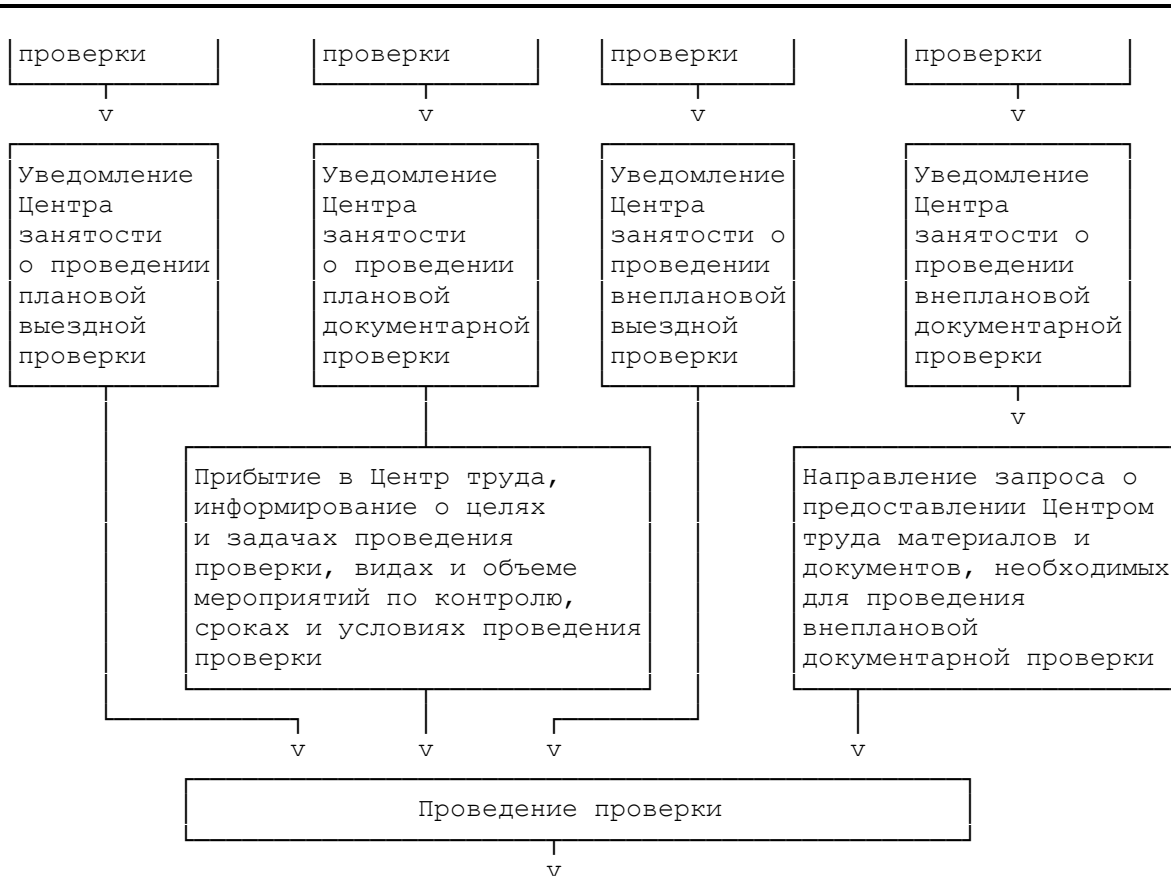 проверки
проверки
проверки
проверки
v
v
v
v
Уведомление
Центра
занятости
о проведении
плановой
выездной
проверки
Уведомление
Центра
занятости
о проведении
плановой
документарной
проверки
Уведомление
Центра
занятости о
проведении
внеплановой
выездной
проверки
Уведомление
Центра
занятости о
проведении
внеплановой
документарной
проверки
v
Прибытие в Центр труда,
информирование о целях
и задачах проведения
проверки, видах и объеме
мероприятий по контролю,
сроках и условиях проведения
проверки
Направление запроса о
предоставлении Центром
труда материалов и
документов, необходимых
для проведения
внеплановой
документарной проверки
v
v
v
v
Проведение проверки
v